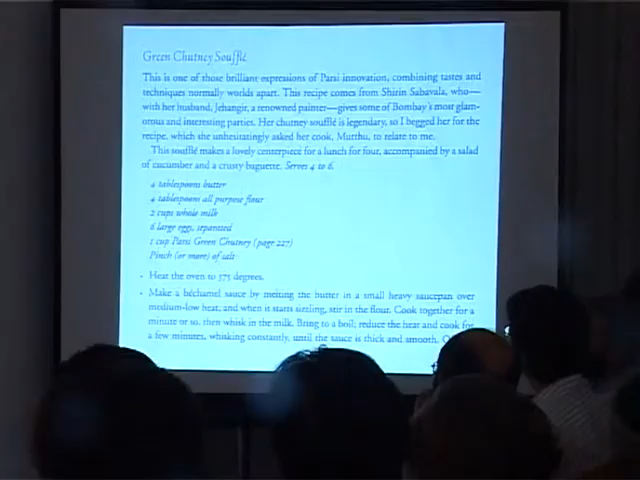 Green Chutney Soufflé
This is one of those brilliant expressions of Parsi innovation, combining tastes and
techniques normally worlds apart. This recipe comes from Shirin Sabavala, who—
with her husband, Jehangir, a renowned painter—gives some of Bombay's most glam-
orous and interesting parties. Her chutney soufflé is legendary, so I begged her for the
recipe, which she unhesitatingly asked her cook, Mutthu, to relate to me.
This soufflé makes a lovely centerpiece for a lunch for four, accompanied by a salad
of cucumber and a crusty baguette. Serves 4 to 6.
4 tablespoons butter
4 tablespoons all purpose flour
2 cups whole milk
6 large eggs, separated
1 cup Parsi Green Chutney (page 227)
Pinch (or more) of salt
• Heat the oven to 375 degrees.
• Make a béchamel sauce by melting the butter in a small heavy saucepan over
medium-low heat, and when it starts sizzling, stir in the flour. Cook together for a
minute or so, then whisk in the milk. Bring to a boil, reduce the heat and cook for
a few minutes, whisking constantly, until the sauce is thick and smooth.